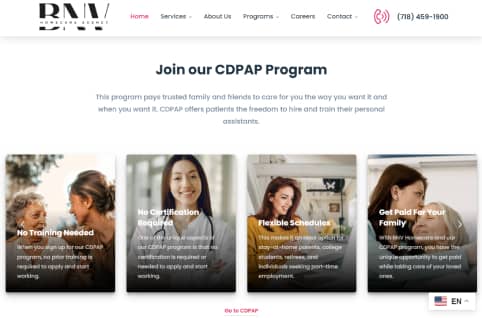 BNV
HOMECARE AGENCY
Home Services About Us Programs Careers Contact (718) 459-1900
Join our CDPAP Program
This program pays trusted family and friends to care for you the way you want it and
when you want it. CDPAP offers patients the freedom to hire and train their personal
assistants.
No Training Needed
When you sign up for our CDPAP
program, no prior training is
required to apply and start
working.
No Certification
Required
One of the unique aspects of
our CDPAP program is that no
certification is required or
needed to apply and start
working.
Flexible Schedules
This makes it an ideal option for
stay-at-home parents, college
students, retirees, and
individuals seeking part-time
employment.
Get Paid For Your
Family
With BNV Homecare and our
CDPAP program, you have the
unique opportunity to get paid
while taking care of your loved
ones.
EN
Go to CDPAP